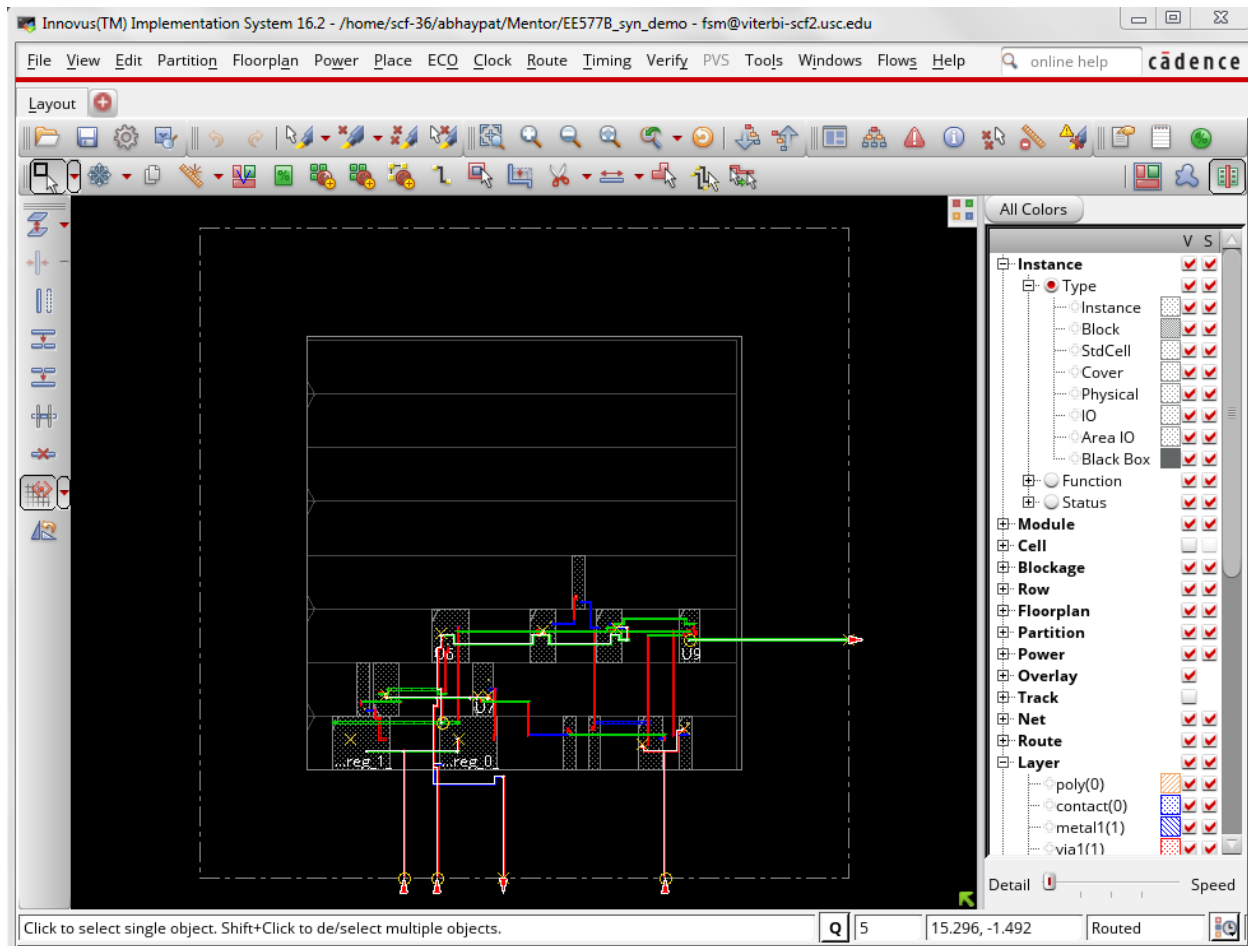 Innovus(TM) Implementation System 16.2 - /home/scf-36/abhaypat/Mentor/EE577B_syn_demo - fsm@viterbi-scf2.usc.edu
File View Edit Partition Floorplan Power Place ECO Clock Route Timing Verify PVS Tools Windows Flows Help online help cādence
Layout
All Colors
V S
Instance
Type
Instance
Block
StdCell
Cover
Physical
IO
Area IO
Black Box
Function
Status
Module
Cell
Blockage
Row
Floorplan
Partition
Power
Overlay
Track
Net
Route
Layer
poly(0)
contact(0)
metal1(1)
via1(1)
U6
U9
U7
...reg_1_ ...reg_0_
Detail Speed
Click to select single object. Shift+Click to de/select multiple objects. Q 5 15.296, -1.492 Routed